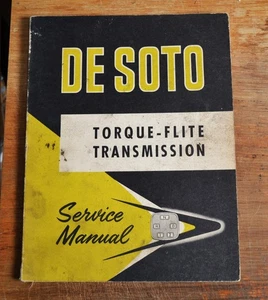 DE SOTO
TORQUE-FLITE
TRANSMISSION
Service
Manual